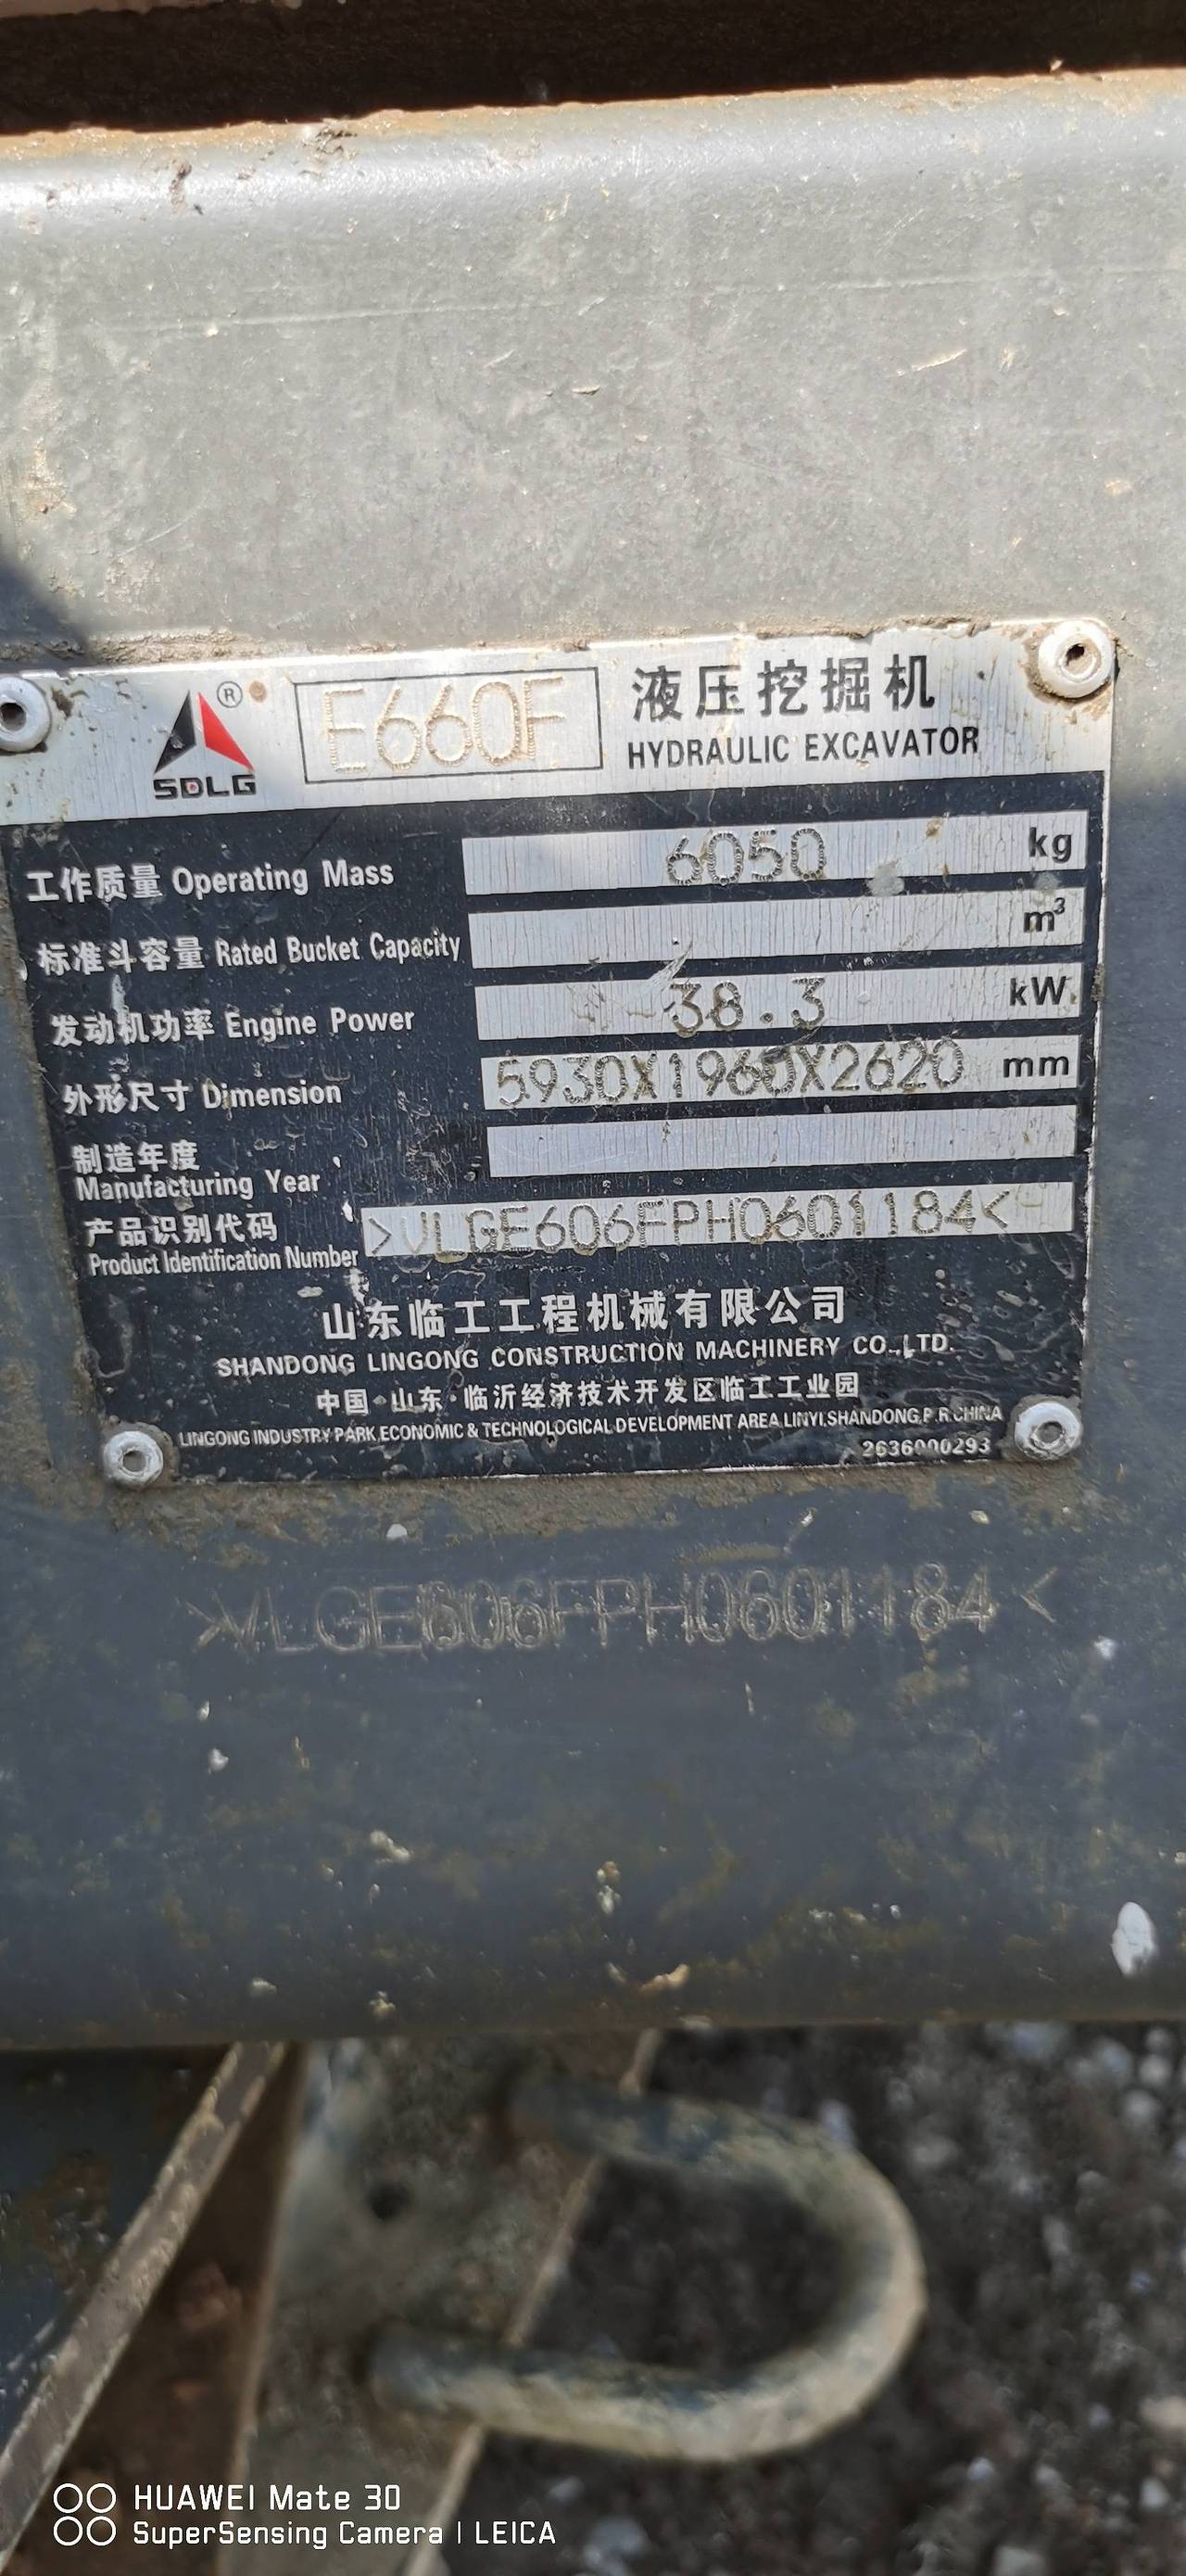 SDLG ® E660F 液压挖掘机
HYDRAULIC EXCAVATOR
工作质量 Operating Mass 6050 kg
标准斗容量 Rated Bucket Capacity m³
发动机功率 Engine Power 38.3 kW
外形尺寸 Dimension 5930X1960X2620 mm
制造年度
Manufacturing Year
产品识别代码
Product Identification Number >VLGE606FPH0601184<
山东临工工程机械有限公司
SHANDONG LINGONG CONSTRUCTION MACHINERY CO.,LTD.
中国·山东·临沂经济技术开发区临工工业园
LINGONG INDUSTRY PARK,ECONOMIC & TECHNOLOGICAL DEVELOPMENT AREA LINYI,SHANDONG,P.R.CHINA
2636000293
>VLGE606FPH0601184<
HUAWEI Mate 30
SuperSensing Camera | LEICA